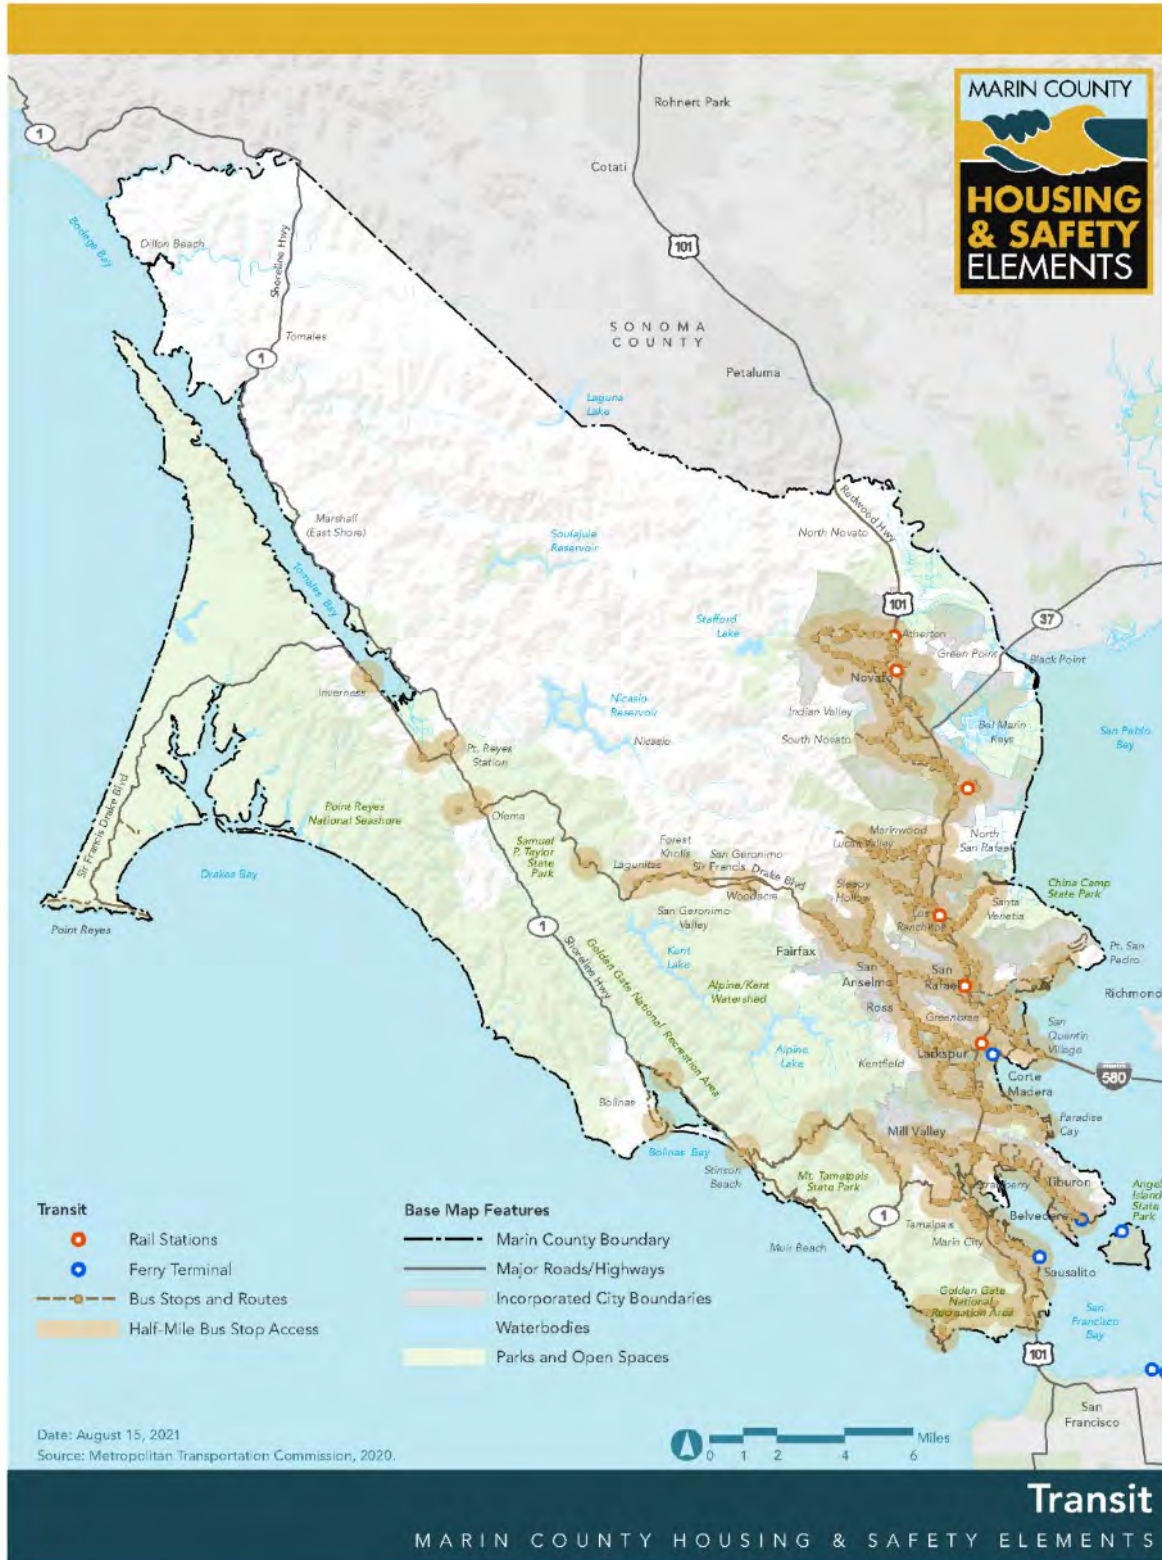 MARIN COUNTY
HOUSING
& SAFETY
ELEMENTS
Rohnert Park
Cotati
1
101
Bodega Bay
Dillon Beach
Shoreline Hwy
SONOMA
COUNTY
Tomales
1
Petaluma
Laguna
Lake
Redwood Hwy
Marshall
(East Shore)
Soulajule
Reservoir
North Novato
Tomales Bay
101
37
Stafford
Lake
Atherton
Green Point
Black Point
Inverness
Novato
Nicasio
Reservoir
Indian Valley
Bel Marin
Keys
San Pablo
Bay
Nicasio
South Novato
Pt. Reyes
Station
Sir Francis Drake Blvd
Point Reyes
National Seashore
Olema
Marinwood
Lucas Valley
North
San Rafael
Samuel
P. Taylor
State
Park
Forest
Knolls
San Geronimo
Lagunitas
Sir Francis Drake Blvd
Drakes Bay
Sleepy
Hollow
China Camp
State Park
Woodacre
Santa
Venetia
San Geronimo
Valley
Los
Ranchitos
Point Reyes
1
Shoreline Hwy
Golden Gate National Recreation Area
Kent
Lake
Fairfax
Pt. San
Pedro
San
Anselmo
San
Rafael
Alpine/Kent
Watershed
Richmond
Ross
Greenbrae
San
Quentin
Village
Alpine
Lake
Kentfield
Larkspur
580
Corte
Madera
Bolinas
Paradise
Cay
Mill Valley
Bolinas Bay
Stinson
Beach
Mt. Tamalpais
State Park
Strawberry
Tiburon
Angel
Island
State
Park
Belvedere
1
Tamalpais
Marin City
Muir Beach
Sausalito
Golden Gate
National
Recreation Area
San
Francisco
Bay
101
San
Francisco
Transit
Rail Stations
Ferry Terminal
Bus Stops and Routes
Half-Mile Bus Stop Access
Base Map Features
Marin County Boundary
Major Roads/Highways
Incorporated City Boundaries
Waterbodies
Parks and Open Spaces
Date: August 15, 2021
Source: Metropolitan Transportation Commission, 2020.
0 1 2 4 6 Miles
Transit
MARIN COUNTY HOUSING & SAFETY ELEMENTS